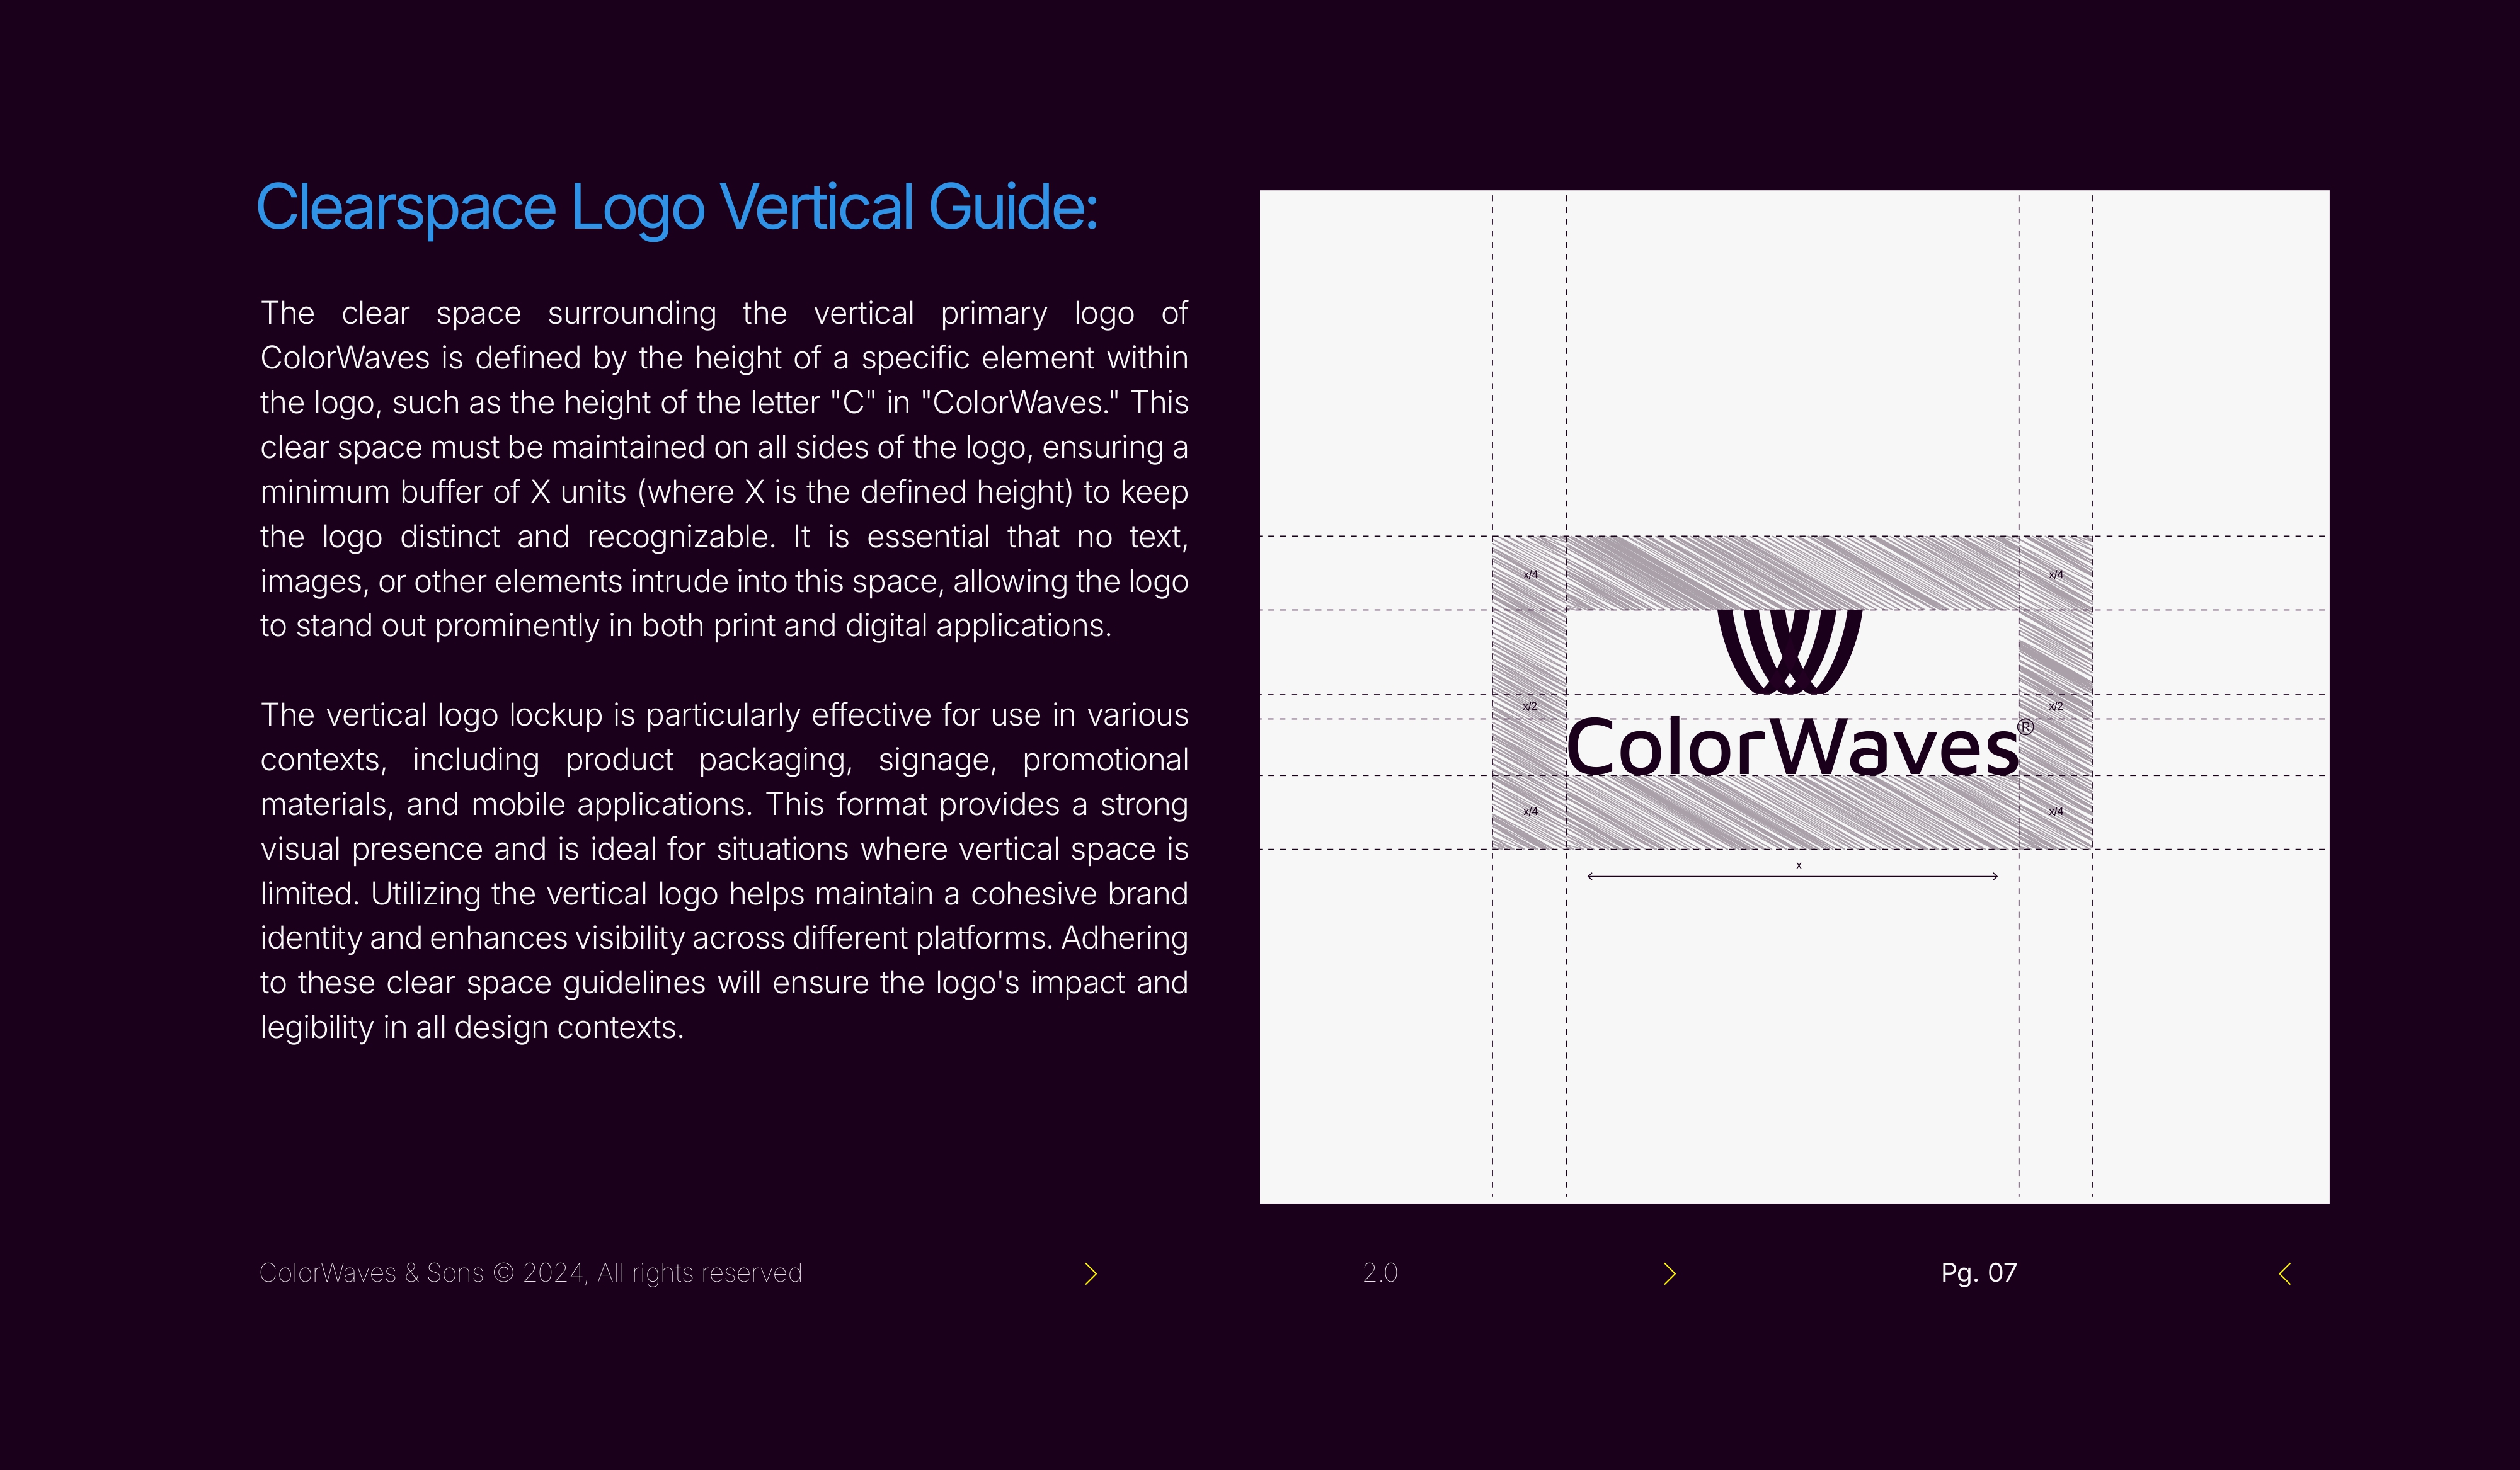 Clearspace Logo Vertical Guide:
The clear space surrounding the vertical primary logo of
ColorWaves is defined by the height of a specific element within
the logo, such as the height of the letter "C" in "ColorWaves." This
clear space must be maintained on all sides of the logo, ensuring a
minimum buffer of X units (where X is the defined height) to keep
the logo distinct and recognizable. It is essential that no text,
images, or other elements intrude into this space, allowing the logo
to stand out prominently in both print and digital applications.
The vertical logo lockup is particularly effective for use in various
contexts, including product packaging, signage, promotional
materials, and mobile applications. This format provides a strong
visual presence and is ideal for situations where vertical space is
limited. Utilizing the vertical logo helps maintain a cohesive brand
identity and enhances visibility across different platforms. Adhering
to these clear space guidelines will ensure the logo's impact and
legibility in all design contexts.
x/4 x/4
x/2 x/2
ColorWaves®
x/4 x/4
x
ColorWaves & Sons © 2024, All rights reserved
2.0
Pg. 07